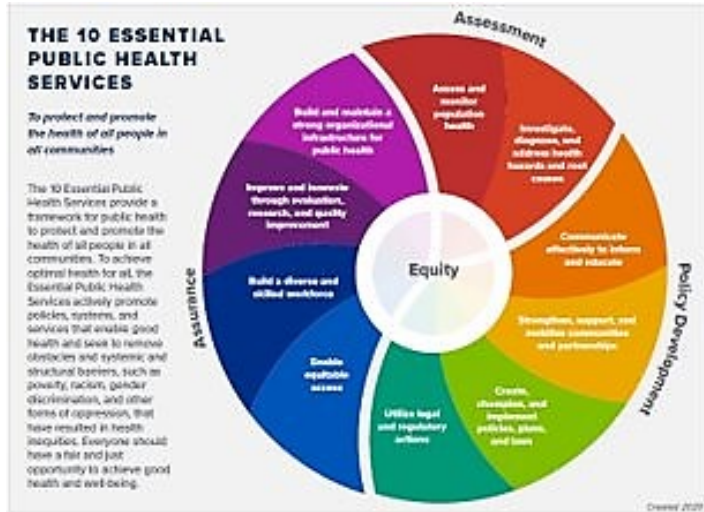 THE 10 ESSENTIAL
PUBLIC HEALTH
SERVICES
To protect and promote
the health of all people in
all communities
The 10 Essential Public
Health Services provide a
framework for public health
to protect and promote the
health of all people in all
communities. To achieve
optimal health for all, the
Essential Public Health
Services actively promote
policies, systems, and
services that enable good
health and seek to remove
obstacles and systemic and
structural barriers, such as
poverty, racism, gender
discrimination, and other
forms of oppression, that
have resulted in health
inequities. Everyone should
have a fair and just
opportunity to achieve good
health and well-being.
Assessment
Assess and
monitor
population
health
Investigate,
diagnose, and
address health
hazards and root
causes
Policy Development
Communicate
effectively to inform
and educate
Strengthen, support, and
mobilize communities
and partnerships
Create,
champion, and
implement
policies, plans,
and laws
Utilize legal
and regulatory
actions
Assurance
Enable
equitable
access
Build a diverse and
skilled workforce
Improve and innovate
through evaluation,
research, and quality
improvement
Build and maintain a
strong organizational
infrastructure for
public health
Equity
Created 2020